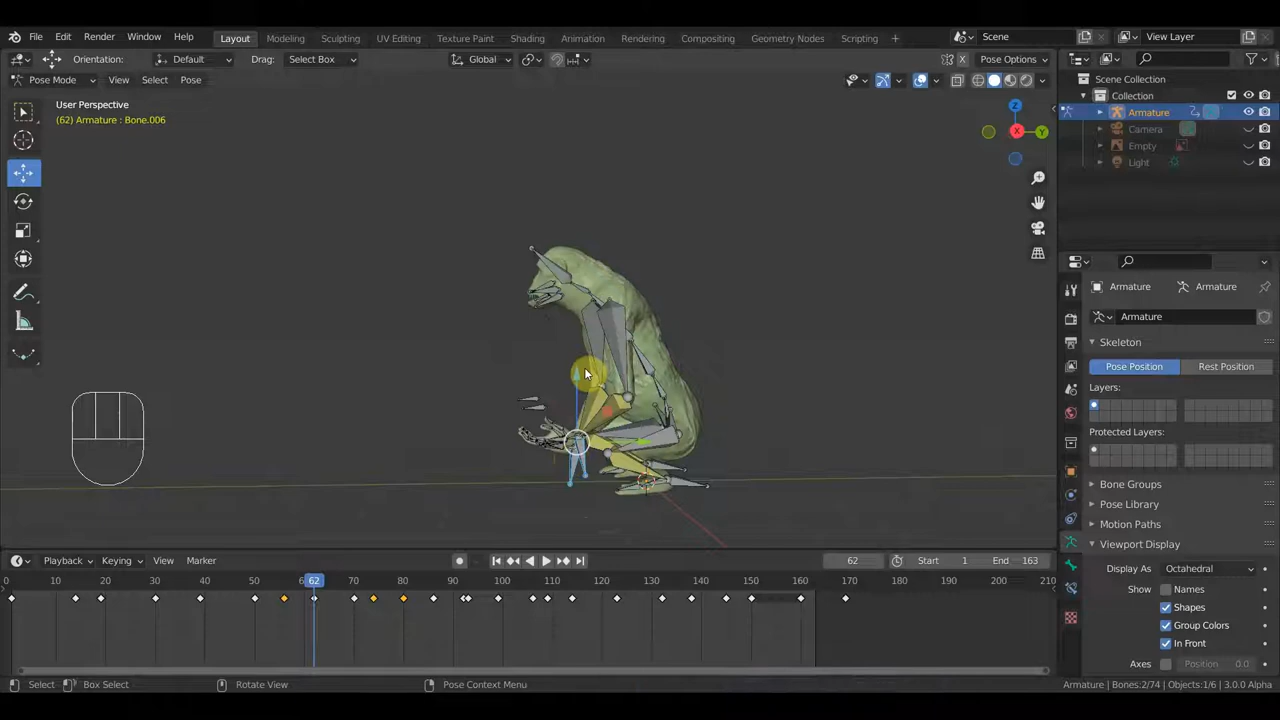 File Edit Render Window Help Layout Modeling Sculpting UV Editing Texture Paint Shading Animation Rendering Compositing Geometry Nodes Scripting + Scene View Layer
Orientation: Default Drag: Select Box Global Pose Options
Pose Mode View Select Pose
User Perspective
(62) Armature : Bone.006
X Y Z
Scene Collection
Collection
Armature
Camera
Empty
Light
Armature Armature
Armature
Skeleton
Pose Position Rest Position
Layers:
Protected Layers:
Bone Groups
Pose Library
Motion Paths
Viewport Display
Display As Octahedral
Show Names
Shapes
Group Colors
In Front
Axes Position 0.0
Playback Keying View Marker 62 Start 1 End 163
0 10 20 30 40 50 6 62 70 80 90 100 110 120 130 140 150 160 170 180 190 200 210
Select Box Select Rotate View Pose Context Menu Armature | Bones:2/74 | Objects:1/6 | 3.0.0 Alpha